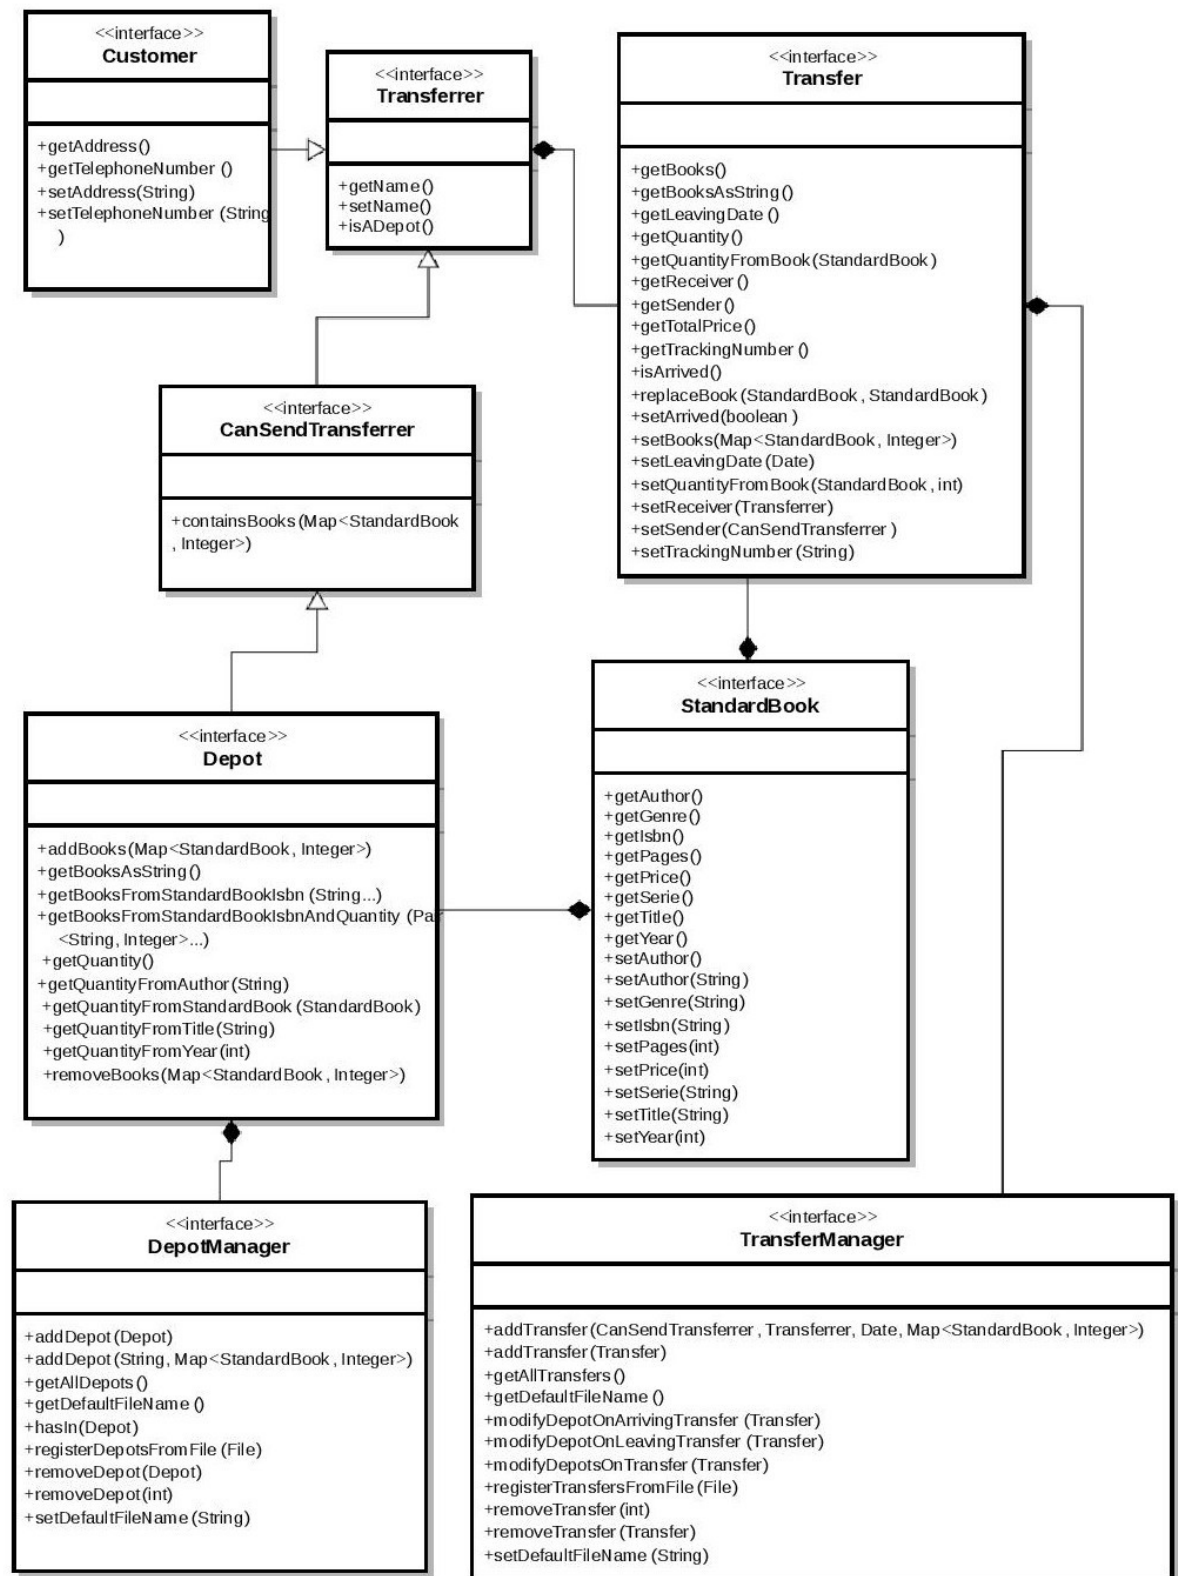 <<interface>>
Customer
+getAddress()
+getTelephoneNumber ()
+setAddress(String)
+setTelephoneNumber (String
)
<<interface>>
Transferrer
+getName()
+setName()
+isADepot()
<<interface>>
Transfer
+getBooks()
+getBooksAsString()
+getLeavingDate ()
+getQuantity()
+getQuantityFromBook(StandardBook)
+getReceiver()
+getSender()
+getTotalPrice()
+getTrackingNumber ()
+isArrived()
+replaceBook(StandardBook, StandardBook)
+setArrived(boolean )
+setBooks(Map<StandardBook, Integer>)
+setLeavingDate (Date)
+setQuantityFromBook(StandardBook, int)
+setReceiver(Transferrer)
+setSender(CanSendTransferrer )
+setTrackingNumber (String)
<<interface>>
CanSendTransferrer
+containsBooks(Map<StandardBook
, Integer>)
<<interface>>
Depot
+addBooks(Map<StandardBook, Integer>)
+getBooksAsString()
+getBooksFromStandardBookIsbn (String...)
+getBooksFromStandardBookIsbnAndQuantity (Pa
<String, Integer>...)
+getQuantity()
+getQuantityFromAuthor(String)
+getQuantityFromStandardBook (StandardBook)
+getQuantityFromTitle(String)
+getQuantityFromYear(int)
+removeBooks(Map<StandardBook, Integer>)
<<interface>>
StandardBook
+getAuthor()
+getGenre()
+getIsbn()
+getPages()
+getPrice()
+getSerie()
+getTitle()
+getYear()
+setAuthor()
+setAuthor(String)
+setGenre(String)
+setIsbn(String)
+setPages(int)
+setPrice(int)
+setSerie(String)
+setTitle(String)
+setYear(int)
<<interface>>
DepotManager
+addDepot(Depot)
+addDepot(String, Map<StandardBook, Integer>)
+getAllDepots()
+getDefaultFileName ()
+hasIn(Depot)
+registerDepotsFromFile (File)
+removeDepot(Depot)
+removeDepot(int)
+setDefaultFileName (String)
<<interface>>
TransferManager
+addTransfer(CanSendTransferrer, Transferrer, Date, Map<StandardBook, Integer>)
+addTransfer(Transfer)
+getAllTransfers()
+getDefaultFileName ()
+modifyDepotOnArrivingTransfer (Transfer)
+modifyDepotOnLeavingTransfer (Transfer)
+modifyDepotsOnTransfer (Transfer)
+registerTransfersFromFile (File)
+removeTransfer (int)
+removeTransfer (Transfer)
+setDefaultFileName (String)